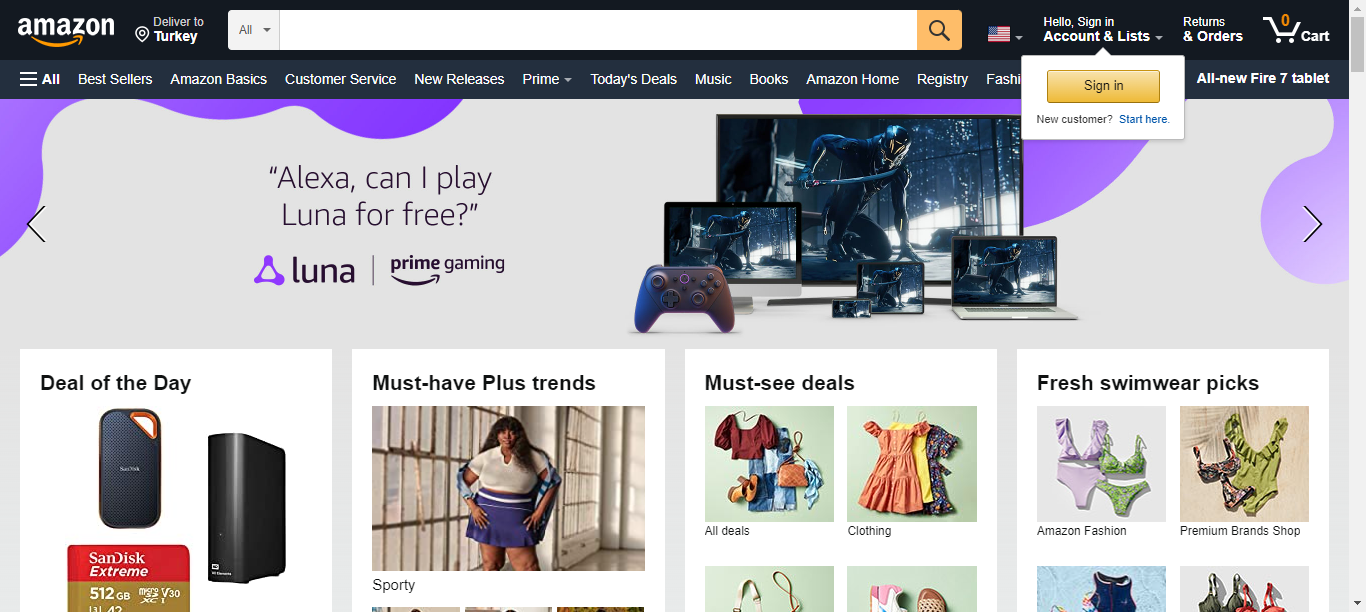 amazon
Deliver to
Turkey
All
Hello, Sign in
Account & Lists
Returns
& Orders
0
Cart
All
Best Sellers
Amazon Basics
Customer Service
New Releases
Prime
Today's Deals
Music
Books
Amazon Home
Registry
Fashi
All-new Fire 7 tablet
Sign in
New customer? Start here.
“Alexa, can I play
Luna for free?”
luna
prime gaming
Deal of the Day
SanDisk
SanDisk
Extreme
512 GB
V30
Must-have Plus trends
Sporty
Must-see deals
All deals
Clothing
Fresh swimwear picks
Amazon Fashion
Premium Brands Shop